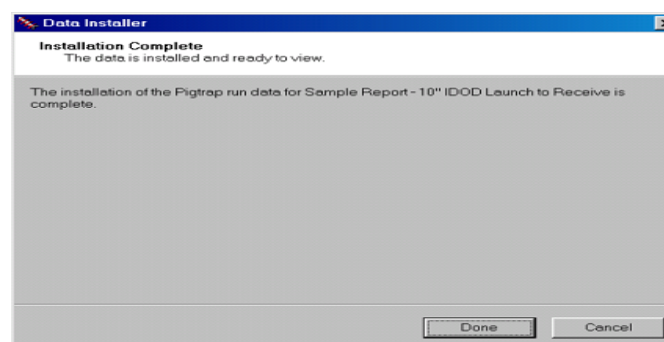 Data Installer
Installation Complete
The data is installed and ready to view.
The installation of the Pigtrap run data for Sample Report - 10" IDOD Launch to Receive is
complete.
Done Cancel